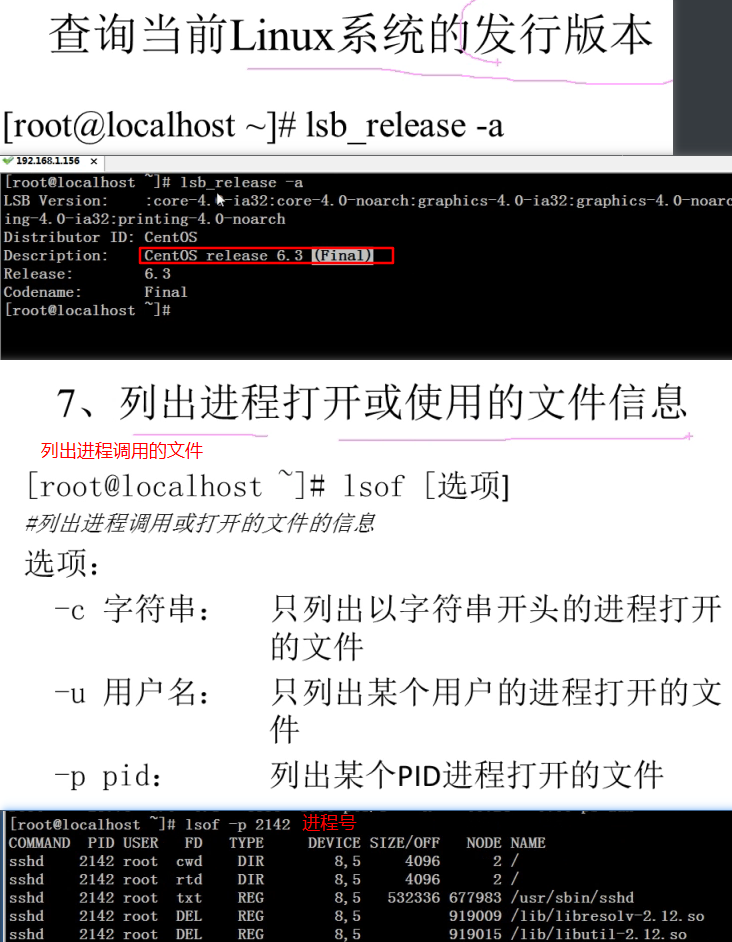 查询当前Linux系统的发行版本
[root@localhost ~]# lsb_release -a
192.168.1.156 ×
[root@localhost ~]# lsb_release -a
LSB Version:    :core-4.0-ia32:core-4.0-noarch:graphics-4.0-ia32:graphics-4.0-noarc
ing-4.0-ia32:printing-4.0-noarch
Distributor ID: CentOS
Description:    CentOS release 6.3 (Final)
Release:        6.3
Codename:       Final
[root@localhost ~]#
7、列出进程打开或使用的文件信息
列出进程调用的文件
[root@localhost ~]# lsof [选项]
#列出进程调用或打开的文件的信息
选项：
-c 字符串： 只列出以字符串开头的进程打开
的文件
-u 用户名： 只列出某个用户的进程打开的文
件
-p pid： 列出某个PID进程打开的文件
[root@localhost ~]# lsof -p 2142 进程号
COMMAND  PID USER   FD   TYPE     DEVICE SIZE/OFF   NODE NAME
sshd    2142 root  cwd    DIR        8,5     4096      2 /
sshd    2142 root  rtd    DIR        8,5     4096      2 /
sshd    2142 root  txt    REG        8,5   532336 677983 /usr/sbin/sshd
sshd    2142 root  DEL    REG        8,5          919009 /lib/libresolv-2.12.so
sshd    2142 root  DEL    REG        8,5          919015 /lib/libutil-2.12.so